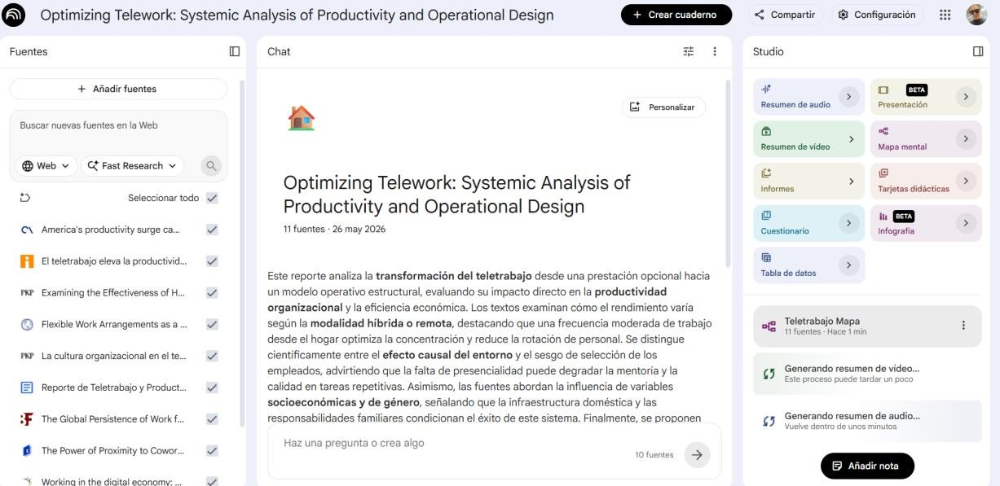 Optimizing Telework: Systemic Analysis of Productivity and Operational Design
+ Crear cuaderno
Compartir
Configuración
Fuentes
+ Añadir fuentes
Buscar nuevas fuentes en la Web
Web
Fast Research
Seleccionar todo
America's productivity surge ca...
El teletrabajo eleva la productivid...
PKP Examining the Effectiveness of H...
Flexible Work Arrangements as a ...
PKP La cultura organizacional en el te...
Reporte de Teletrabajo y Product...
The Global Persistence of Work f...
The Power of Proximity to Cowor...
Working in the digital economy: ...
Chat
Personalizar
Optimizing Telework: Systemic Analysis of
Productivity and Operational Design
11 fuentes · 26 may 2026
Este reporte analiza la transformación del teletrabajo desde una prestación opcional hacia
un modelo operativo estructural, evaluando su impacto directo en la productividad
organizacional y la eficiencia económica. Los textos examinan cómo el rendimiento varía
según la modalidad híbrida o remota, destacando que una frecuencia moderada de trabajo
desde el hogar optimiza la concentración y reduce la rotación de personal. Se distingue
científicamente entre el efecto causal del entorno y el sesgo de selección de los
empleados, advirtiendo que la falta de presencialidad puede degradar la mentoría y la
calidad en tareas repetitivas. Asimismo, las fuentes abordan la influencia de variables
socioeconómicas y de género, señalando que la infraestructura doméstica y las
responsabilidades familiares condicionan el éxito de este sistema. Finalmente, se proponen
Haz una pregunta o crea algo
10 fuentes
Studio
Resumen de audio
BETA
Presentación
Resumen de vídeo
Mapa mental
Informes
Tarjetas didácticas
Cuestionario
BETA
Infografía
Tabla de datos
Teletrabajo Mapa
11 fuentes · Hace 1 min
Generando resumen de vídeo...
Este proceso puede tardar un poco
Generando resumen de audio...
Vuelve dentro de unos minutos
Añadir nota